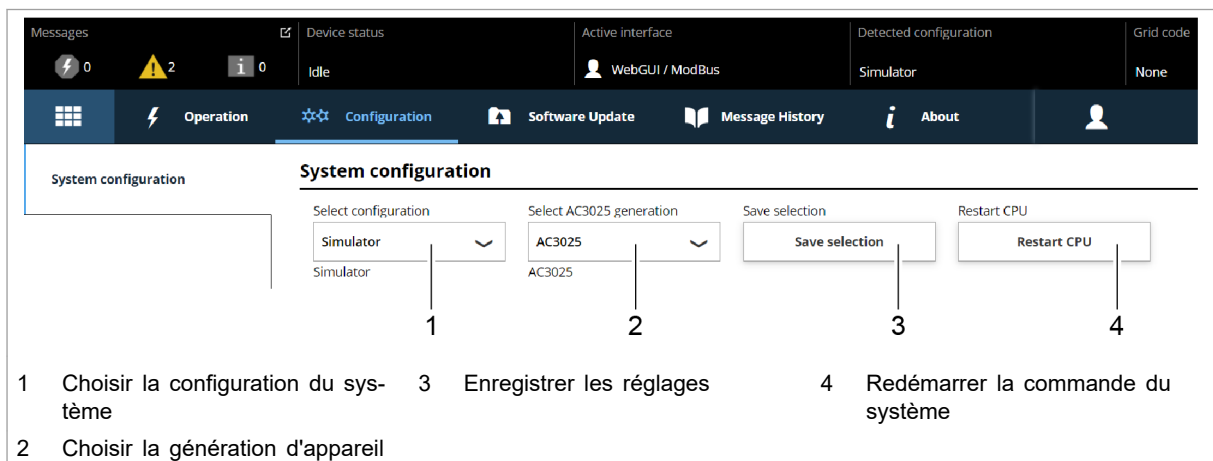 Messages
Device status
Active interface
Detected configuration
Grid code
0
2
i 0
Idle
WebGUI / ModBus
Simulator
None
Operation
Configuration
Software Update
Message History
i About
System configuration
System configuration
Select configuration
Select AC3025 generation
Save selection
Restart CPU
Simulator
AC3025
Save selection
Restart CPU
Simulator
AC3025
1
2
3
4
1 Choisir la configuration du sys-
tème
2 Choisir la génération d'appareil
3 Enregistrer les réglages
4 Redémarrer la commande du
système